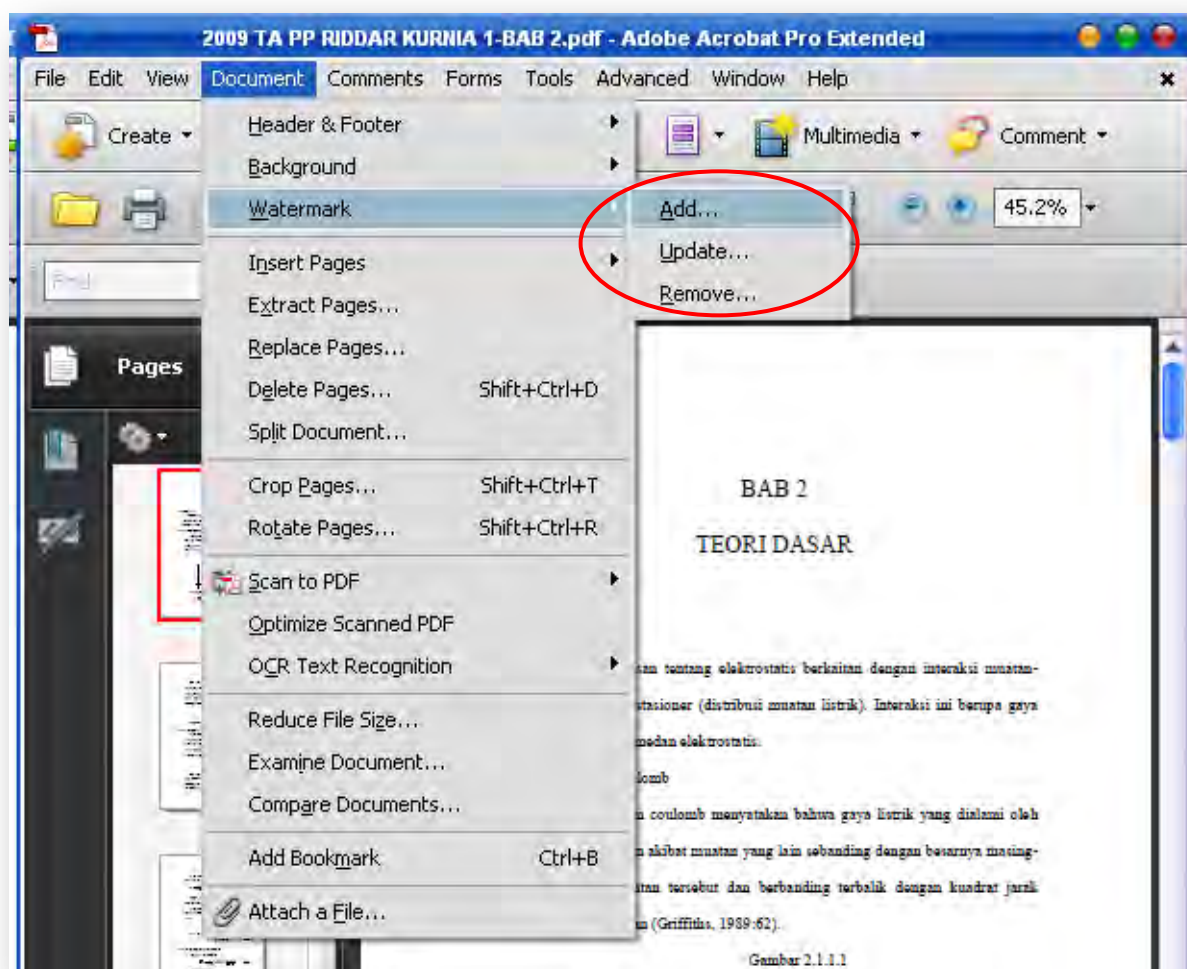 2009 TA PP RIDDAR KURNIA 1-BAB 2.pdf - Adobe Acrobat Pro Extended
File Edit View Document Comments Forms Tools Advanced Window Help
Create
Multimedia
Comment
Header & Footer
Background
Watermark
Insert Pages
Extract Pages...
Replace Pages...
Delete Pages... Shift+Ctrl+D
Split Document...
Crop Pages... Shift+Ctrl+T
Rotate Pages... Shift+Ctrl+R
Scan to PDF
Optimize Scanned PDF
OCR Text Recognition
Reduce File Size...
Examine Document...
Compare Documents...
Add Bookmark Ctrl+B
Attach a File...
Add...
Update...
Remove...
45.2%
Find
Pages
BAB 2
TEORI DASAR
san tentang elektrostatis berkaitan dengan interaksi muatan-
stasioner (distribusi muatan listrik). Interaksi ini berupa gaya
medan elektrostatis.
lomb
coulomb menyatakan bahwa gaya listrik yang dialami oleh
akibat muatan yang lain sebanding dengan besarnya masing-
tan tersebut dan berbanding terbalik dengan kuadrat jarak
(Griffiths, 1989:62).
Gambar 2.1.1.2